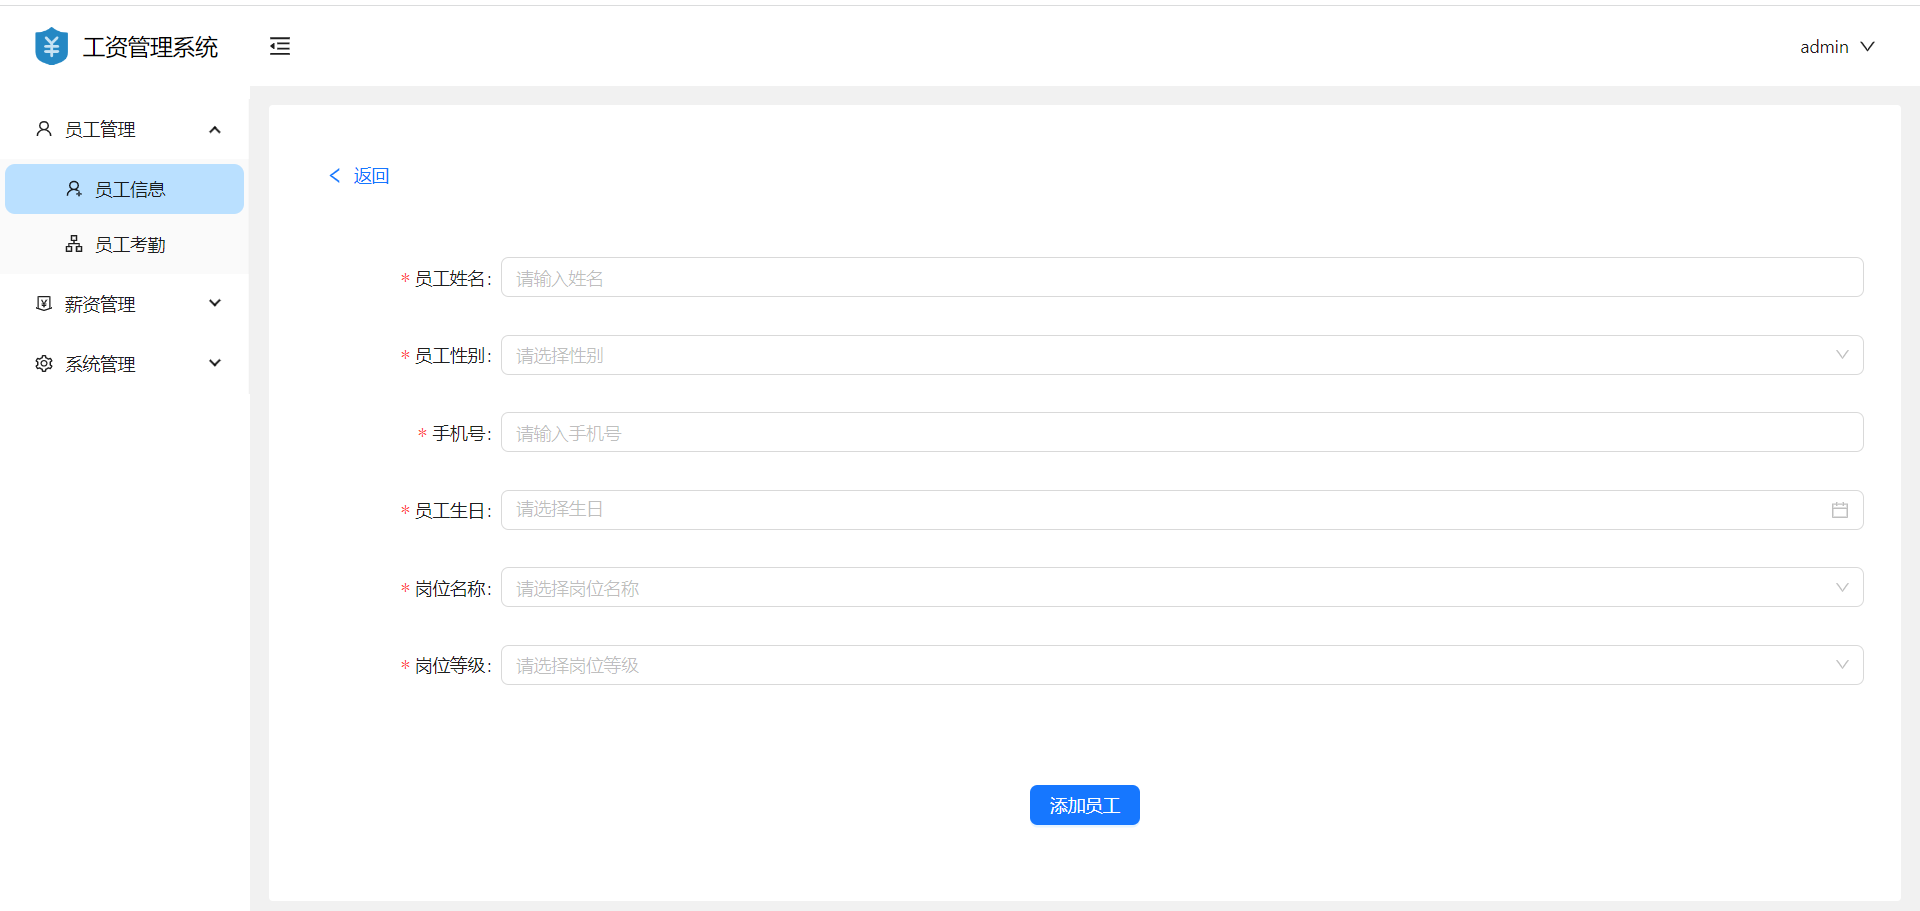 工资管理系统
admin
员工管理
员工信息
员工考勤
薪资管理
系统管理
返回
* 员工姓名: 请输入姓名
* 员工性别: 请选择性别
* 手机号: 请输入手机号
* 员工生日: 请选择生日
* 岗位名称: 请选择岗位名称
* 岗位等级: 请选择岗位等级
添加员工